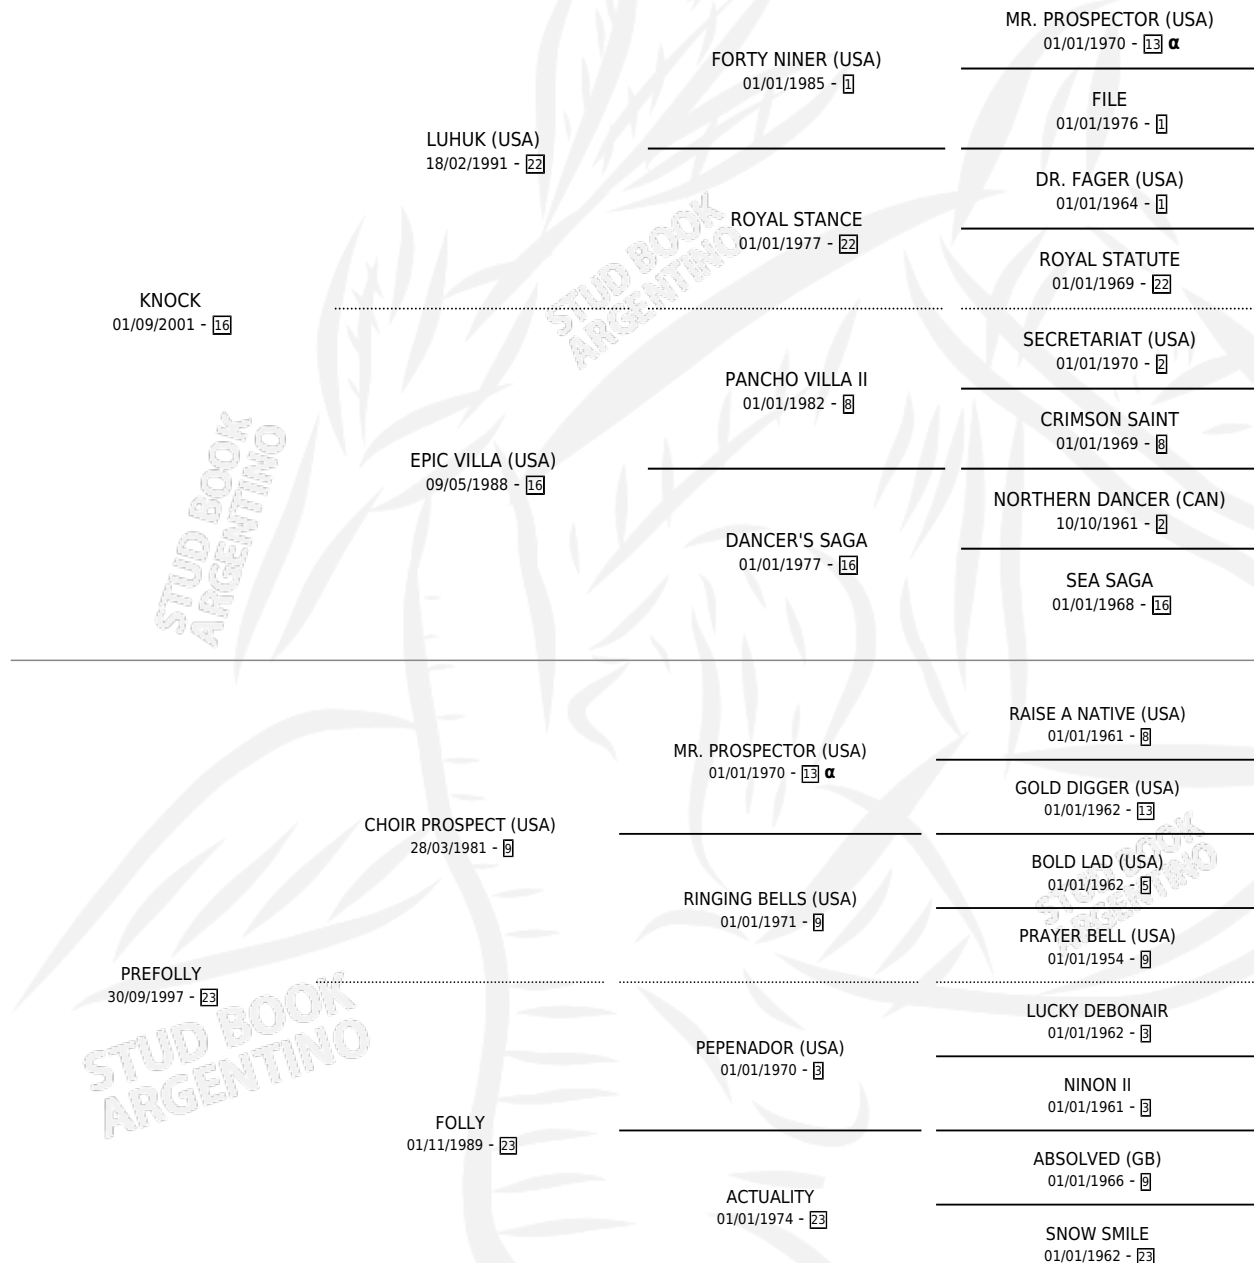 MR. PROSPECTOR (USA)
01/01/1970 - 13 α
FORTY NINER (USA)
01/01/1985 - 1
FILE
01/01/1976 - 1
LUHUK (USA)
18/02/1991 - 22
DR. FAGER (USA)
01/01/1964 - 1
ROYAL STANCE
01/01/1977 - 22
ROYAL STATUTE
01/01/1969 - 22
STUD BOOK
ARGENTINO
KNOCK
01/09/2001 - 16
SECRETARIAT (USA)
01/01/1970 - 2
PANCHO VILLA II
01/01/1982 - 8
CRIMSON SAINT
01/01/1969 - 8
EPIC VILLA (USA)
09/05/1988 - 16
NORTHERN DANCER (CAN)
10/10/1961 - 2
DANCER'S SAGA
01/01/1977 - 16
SEA SAGA
01/01/1968 - 16
STUD BOOK
ARGENTINO
RAISE A NATIVE (USA)
01/01/1961 - 8
MR. PROSPECTOR (USA)
01/01/1970 - 13 α
GOLD DIGGER (USA)
01/01/1962 - 13
CHOIR PROSPECT (USA)
28/03/1981 - 9
BOLD LAD (USA)
01/01/1962 - 5
RINGING BELLS (USA)
01/01/1971 - 9
PRAYER BELL (USA)
01/01/1954 - 9
STUD BOOK
ARGENTINO
PREFOLLY
30/09/1997 - 23
LUCKY DEBONAIR
01/01/1962 - 3
PEPENADOR (USA)
01/01/1970 - 3
NINON II
01/01/1961 - 3
STUD BOOK
ARGENTINO
FOLLY
01/11/1989 - 23
ABSOLVED (GB)
01/01/1966 - 9
ACTUALITY
01/01/1974 - 23
SNOW SMILE
01/01/1962 - 23